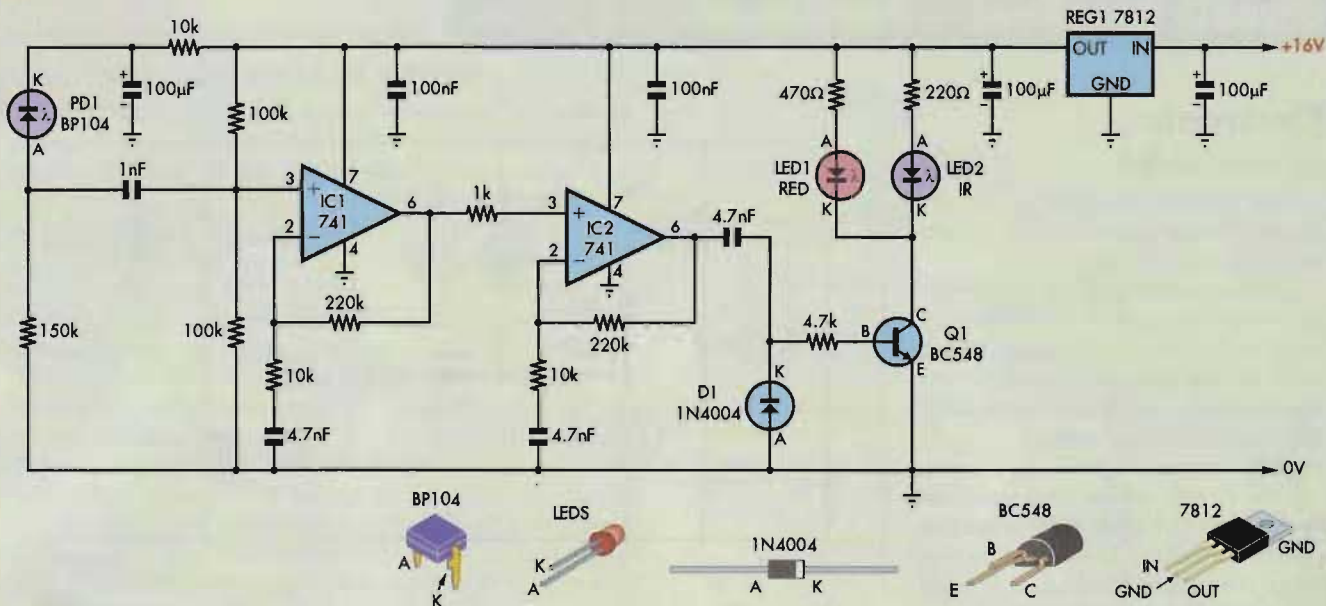 REG1 7812
10k
OUT IN
+16V
K
+
100µF
–
100nF
100nF
470Ω
220Ω
+
100µF
–
GND
+
100µF
–
PD1
BP104
A
100k
1nF
A
A
LED1
RED
LED2
IR
K
K
3
+
IC1
741
7
6
2
–
4
1k
3
+
IC2
741
7
6
2
–
4
4.7nF
220k
220k
150k
100k
10k
10k
4.7k
B
C
Q1
BC548
E
K
D1
1N4004
A
4.7nF
4.7nF
0V
BP104
LEDS
1N4004
BC548
7812
A
K
K
A
A
K
B
E
C
IN
GND
OUT
GND